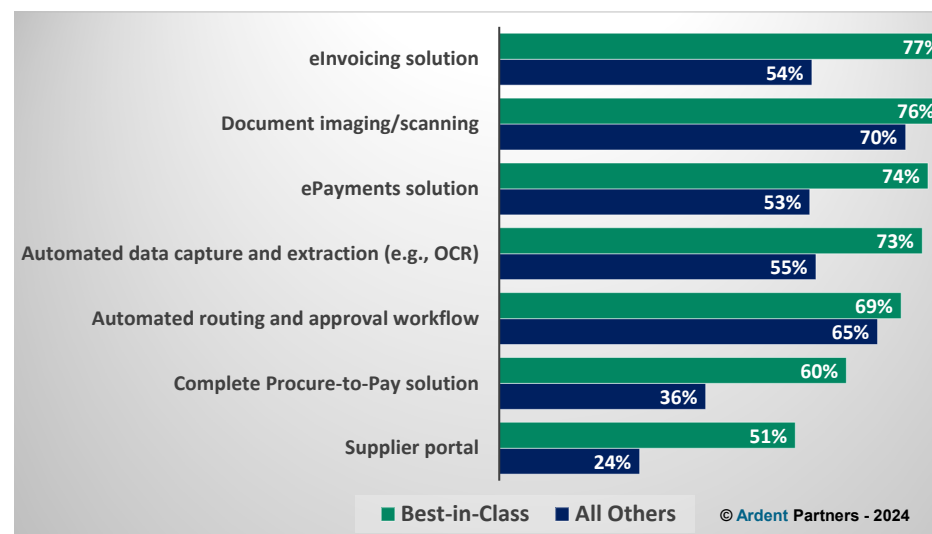 eInvoicing solution
77%
54%
Document imaging/scanning
76%
70%
ePayments solution
74%
53%
Automated data capture and extraction (e.g., OCR)
73%
55%
Automated routing and approval workflow
69%
65%
Complete Procure-to-Pay solution
60%
36%
Supplier portal
51%
24%
Best-in-Class All Others © Ardent Partners - 2024